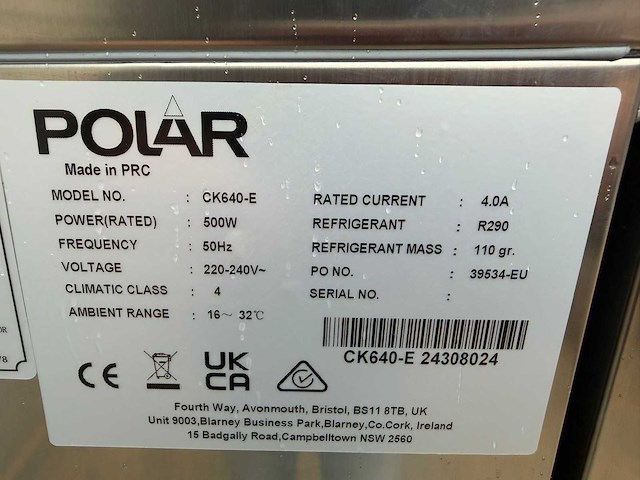 POLAR
Made in PRC
MODEL NO. : CK640-E
POWER(RATED) : 500W
FREQUENCY : 50Hz
VOLTAGE : 220-240V~
CLIMATIC CLASS : 4
AMBIENT RANGE : 16~ 32℃
RATED CURRENT : 4.0A
REFRIGERANT : R290
REFRIGERANT MASS : 110 gr.
PO NO. : 39534-EU
SERIAL NO. :
CK640-E 24308024
CE
UK
CA
Fourth Way, Avonmouth, Bristol, BS11 8TB, UK
Unit 9003,Blarney Business Park,Blarney,Co.Cork, Ireland
15 Badgally Road,Campbelltown NSW 2560